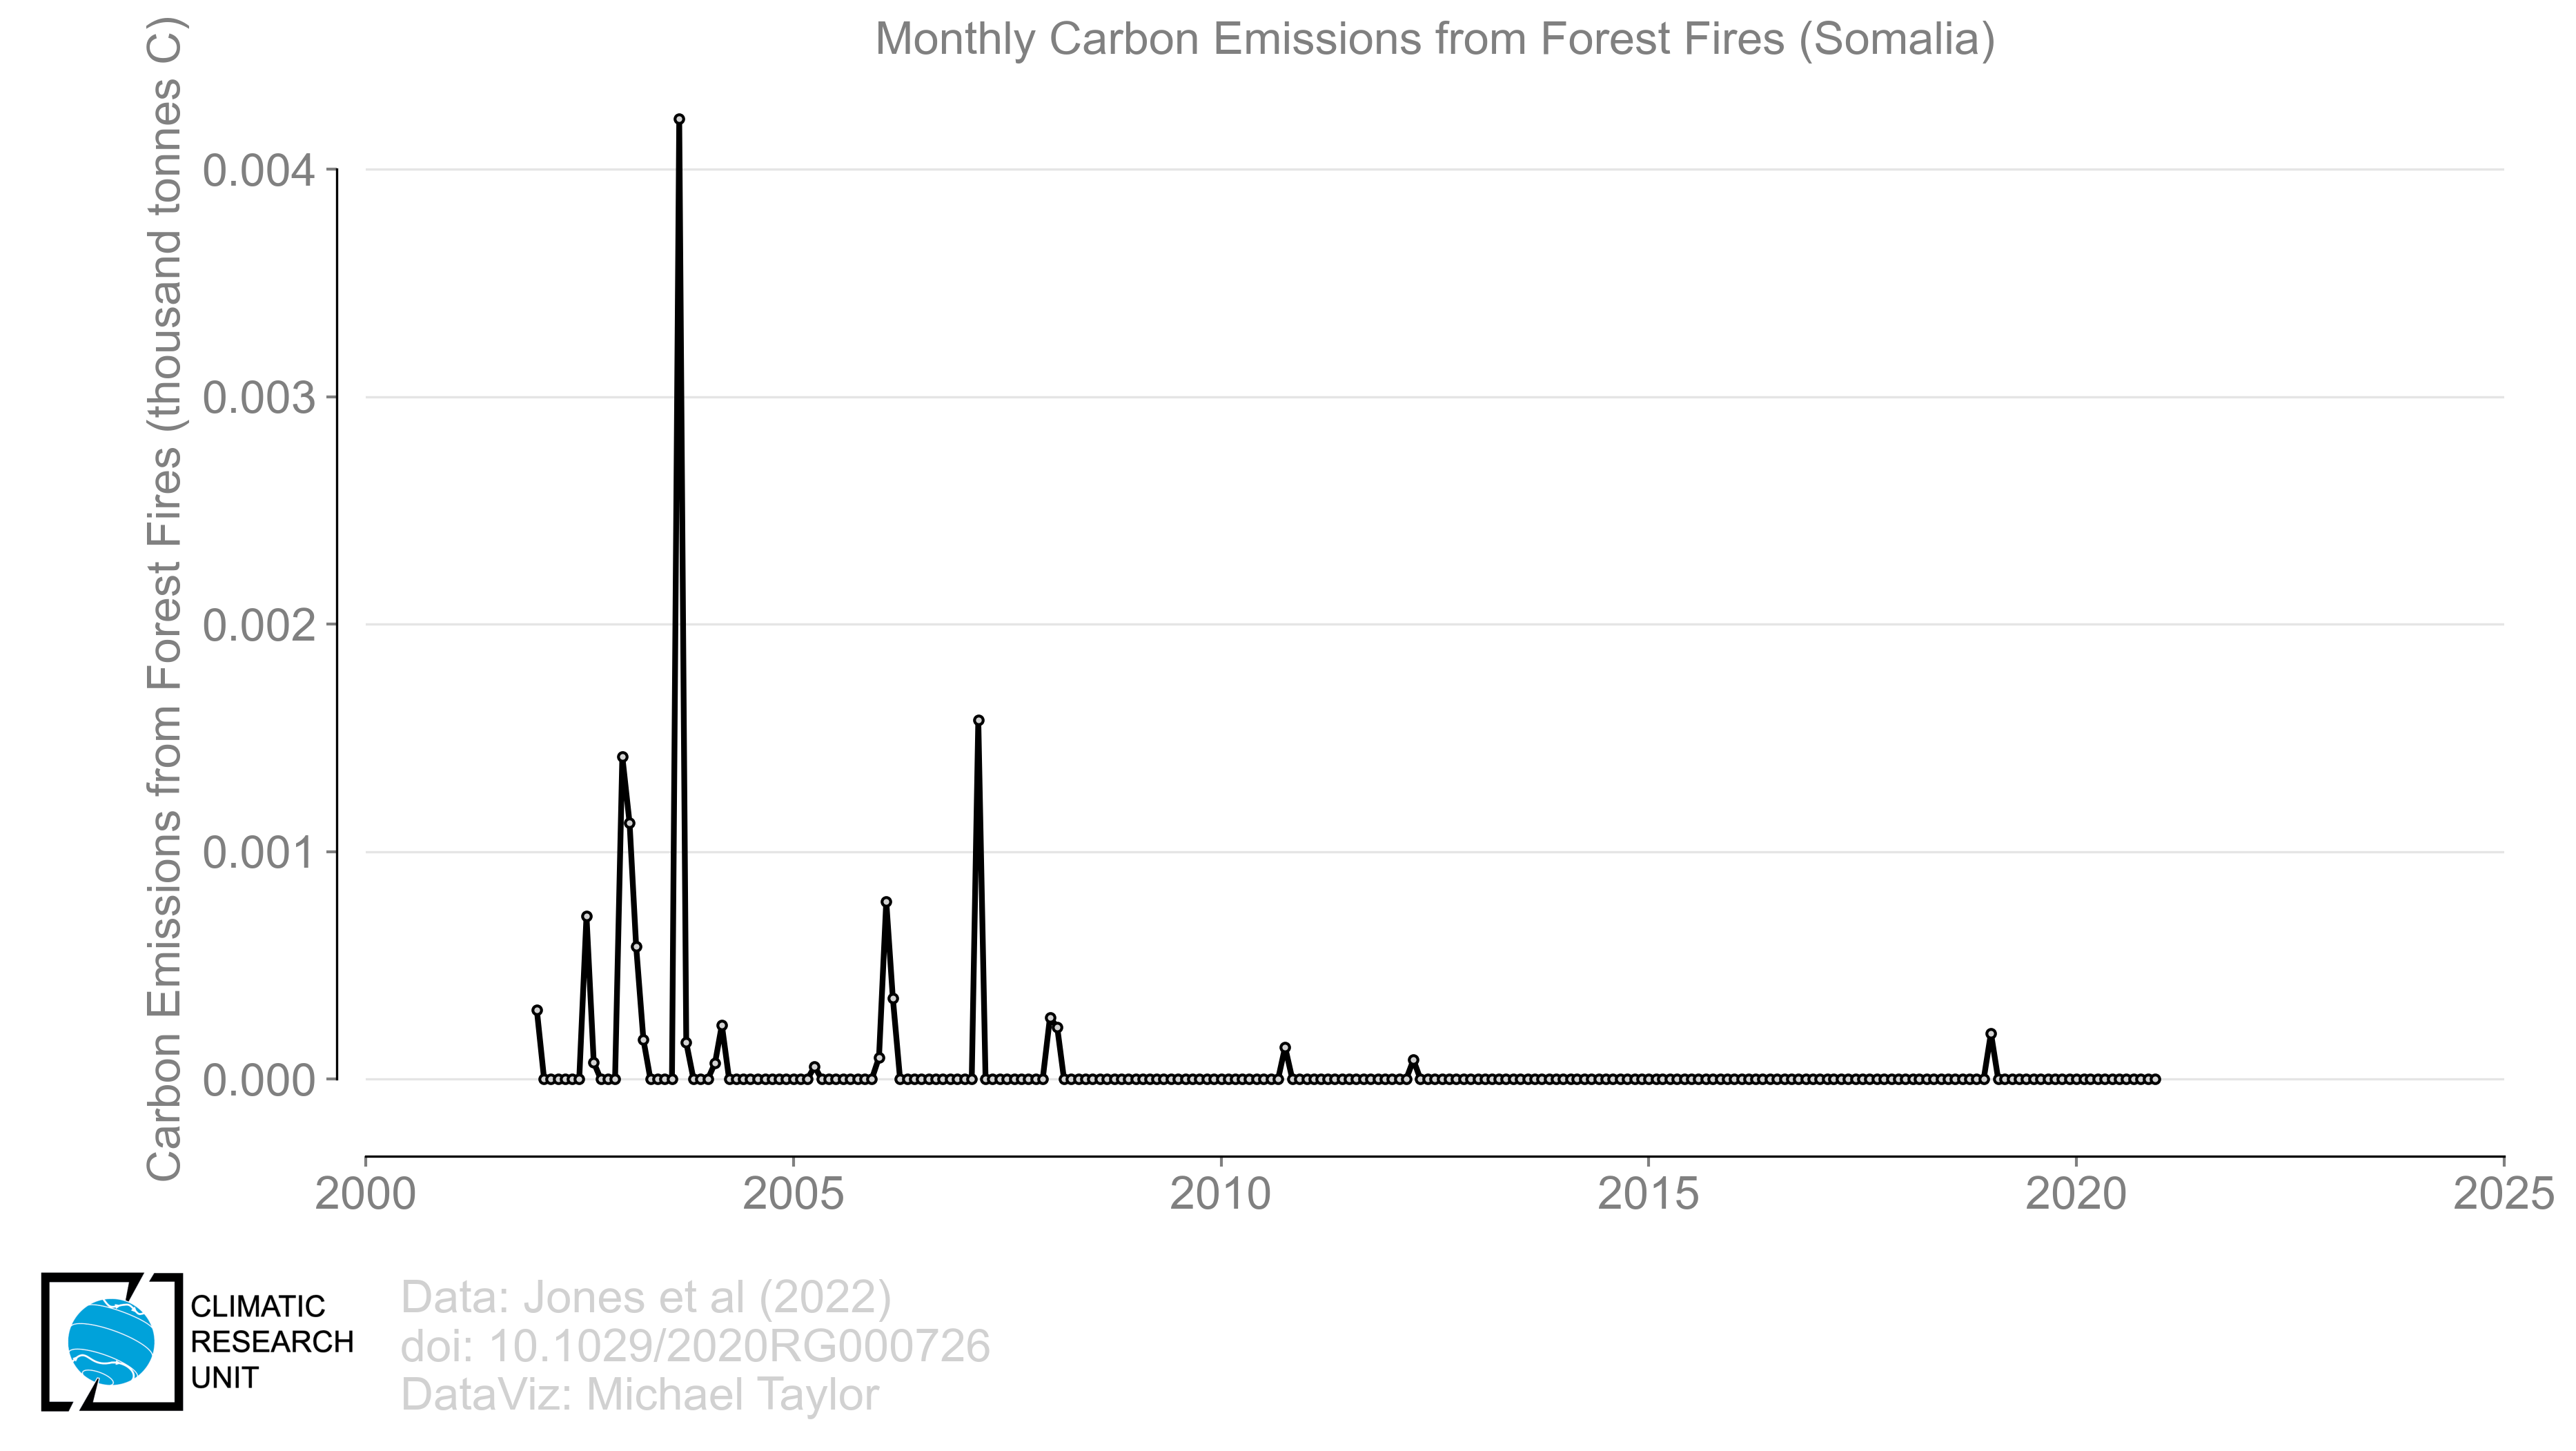 Monthly Carbon Emissions from Forest Fires (Somalia)
Carbon Emissions from Forest Fires (thousand tonnes C)
0.004
0.003
0.002
0.001
0.000
2000
2005
2010
2015
2020
2025
CLIMATIC
RESEARCH
UNIT
Data: Jones et al (2022)
doi: 10.1029/2020RG000726
DataViz: Michael Taylor